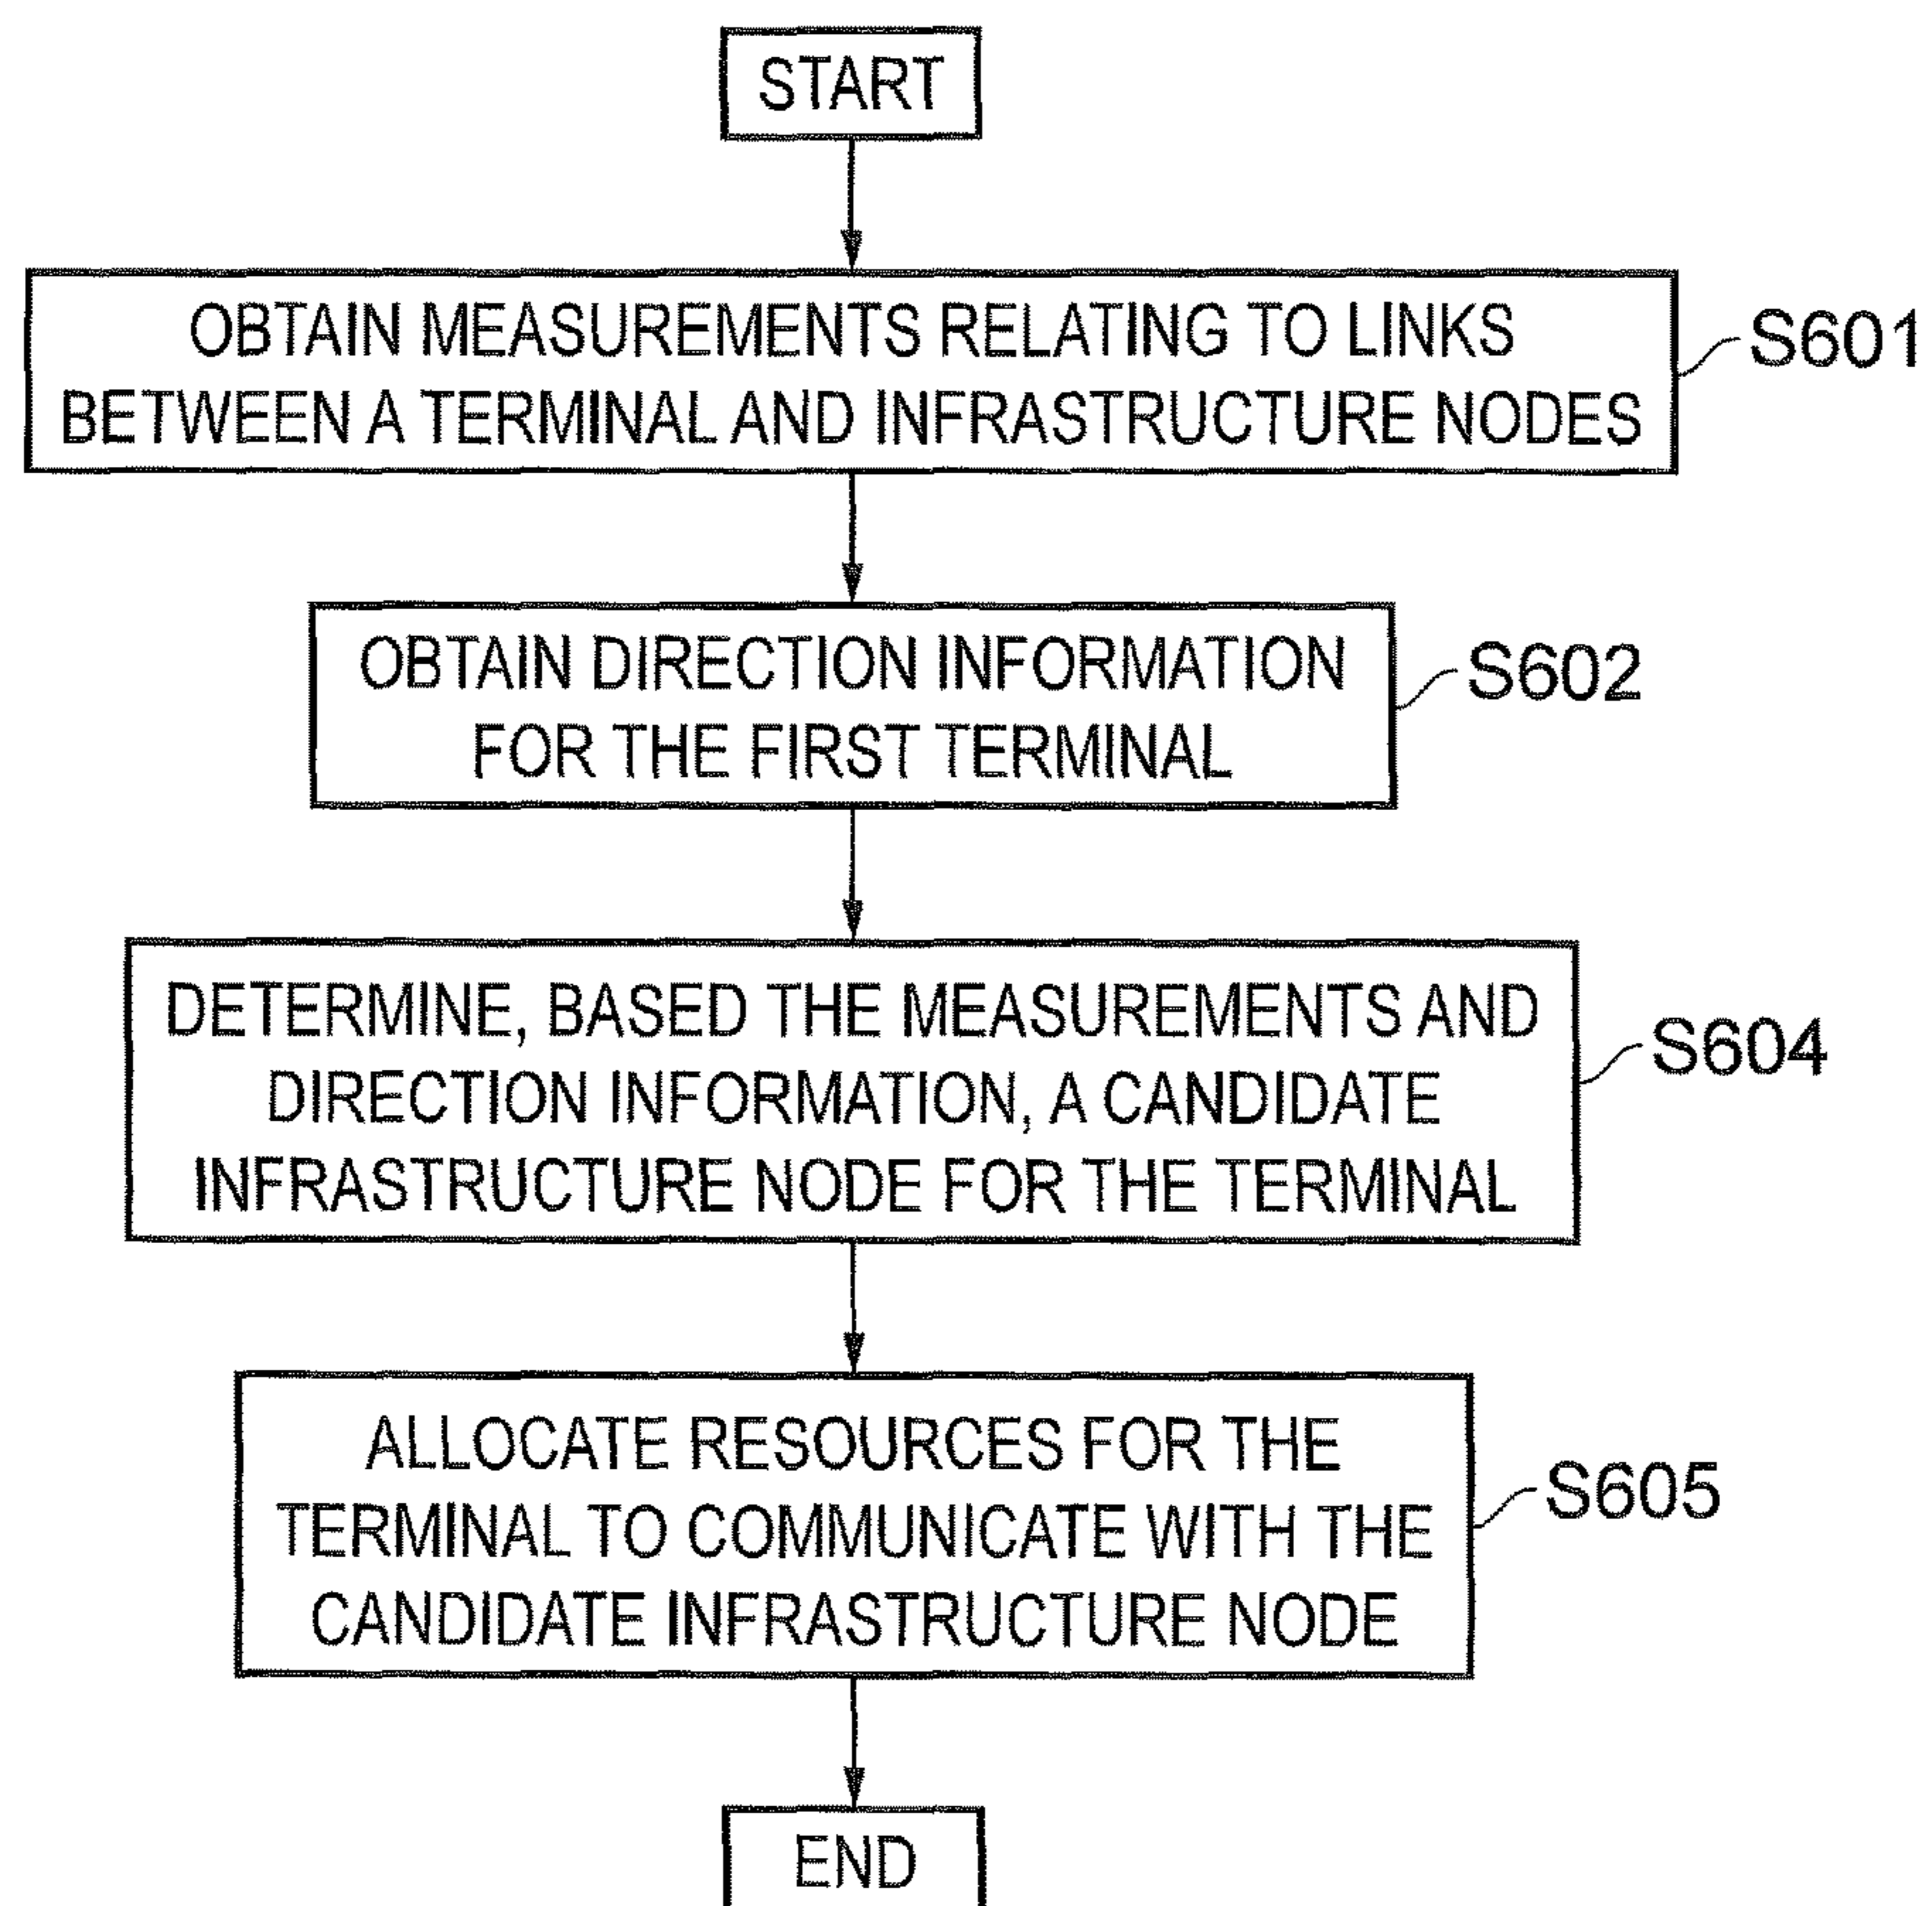 START
OBTAIN MEASUREMENTS RELATING TO LINKS
BETWEEN A TERMINAL AND INFRASTRUCTURE NODES
S601
OBTAIN DIRECTION INFORMATION
FOR THE FIRST TERMINAL
S602
DETERMINE, BASED THE MEASUREMENTS AND
DIRECTION INFORMATION, A CANDIDATE
INFRASTRUCTURE NODE FOR THE TERMINAL
S604
ALLOCATE RESOURCES FOR THE
TERMINAL TO COMMUNICATE WITH THE
CANDIDATE INFRASTRUCTURE NODE
S605
END